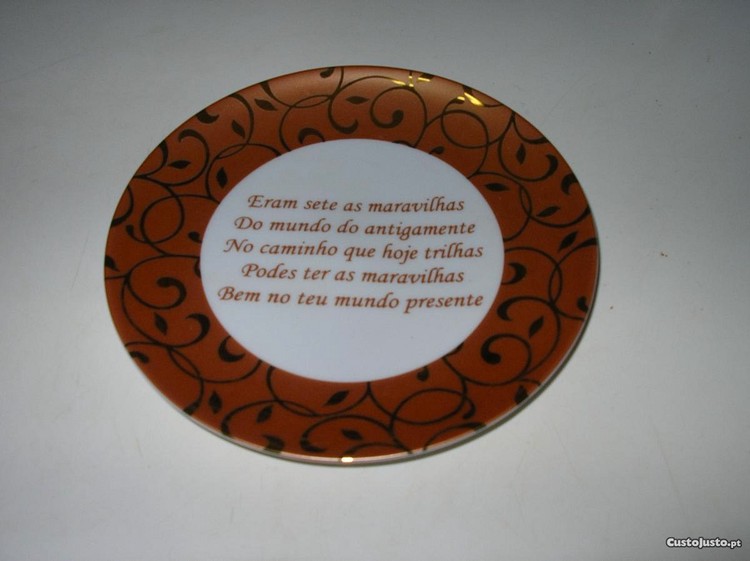 Eram sete as maravilhas
Do mundo do antigamente
No caminho que hoje trilhas
Podes ter as maravilhas
Bem no teu mundo presente
CustoJusto.pt